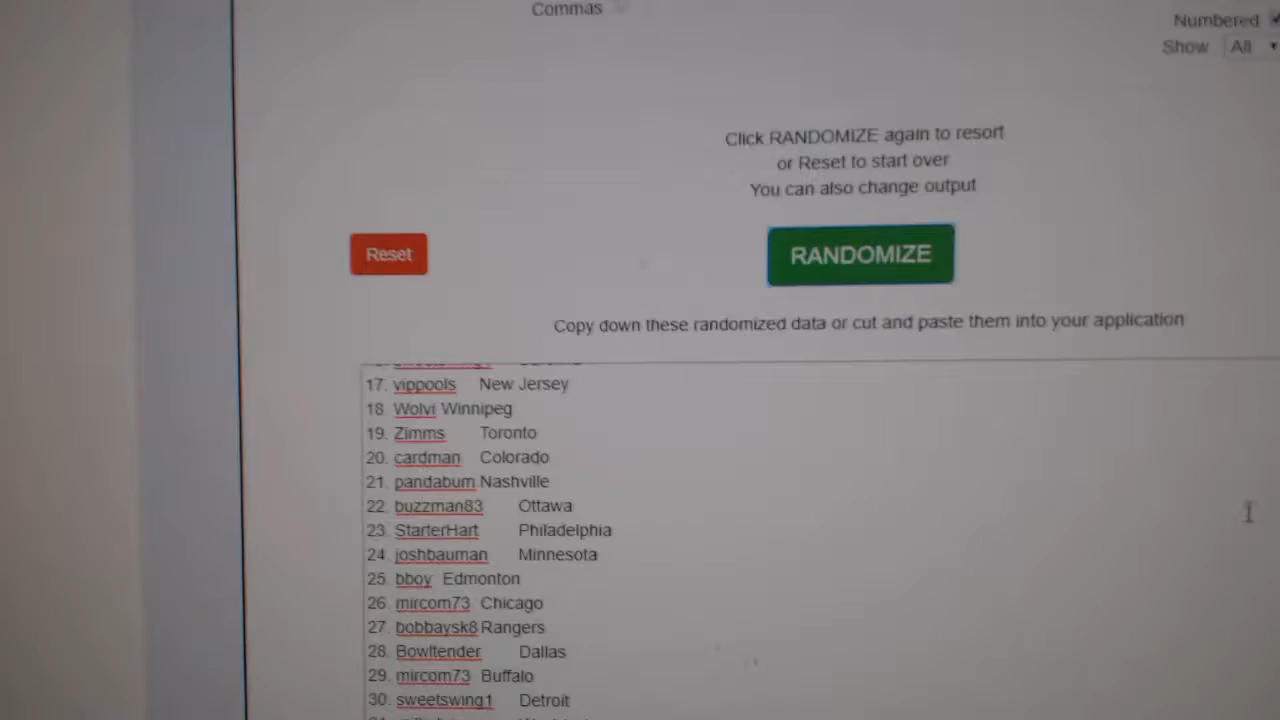 Commas
Numbered
Show All
Click RANDOMIZE again to resort
or Reset to start over
You can also change output
Reset
RANDOMIZE
Copy down these randomized data or cut and paste them into your application
17. vippools New Jersey
18. Wolvi Winnipeg
19. Zimms Toronto
20. cardman Colorado
21. pandabum Nashville
22. buzzman83 Ottawa
23. StarterHart Philadelphia
24. joshbauman Minnesota
25. bboy Edmonton
26. mircom73 Chicago
27. bobbaysk8 Rangers
28. Bowltender Dallas
29. mircom73 Buffalo
30. sweetswing1 Detroit